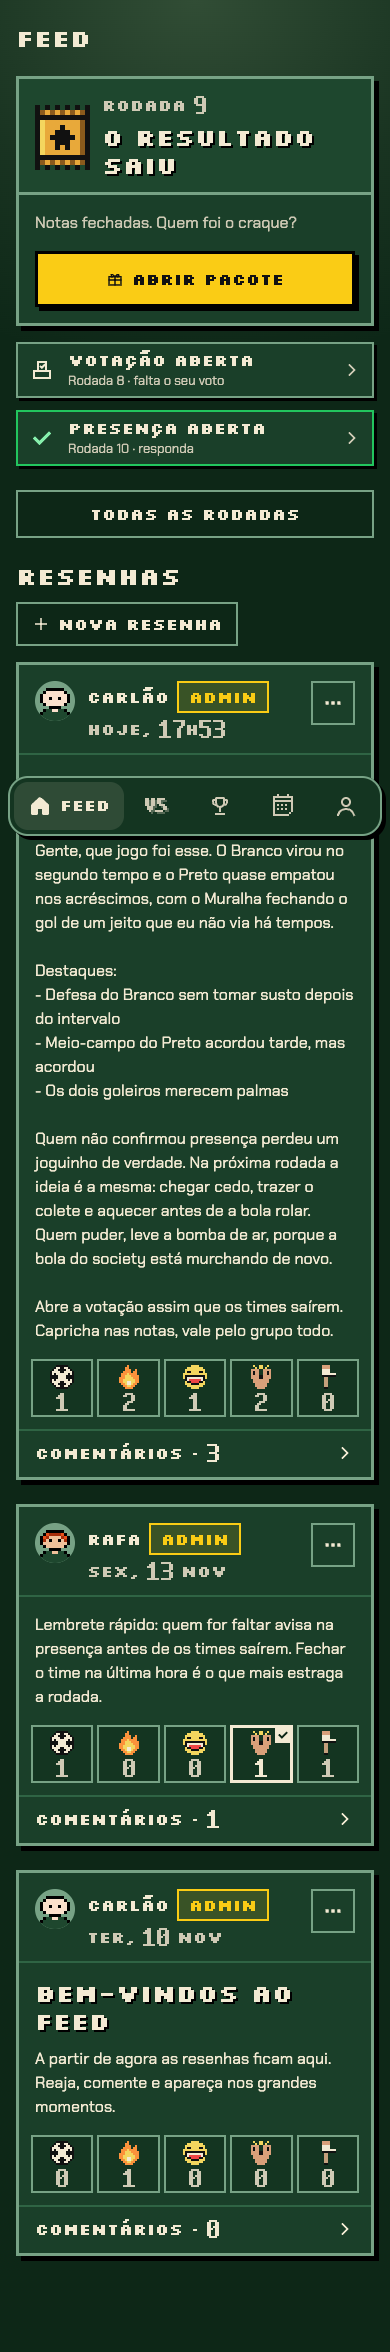 FEED
RODADA 9
O RESULTADO
SAIU
Notas fechadas. Quem foi o craque?
ABRIR PACOTE
VOTAÇÃO ABERTA
Rodada 8 · falta o seu voto
PRESENÇA ABERTA
Rodada 10 · responda
TODAS AS RODADAS
RESENHAS
+ NOVA RESENHA
CARLÃO ADMIN ...
HOJE, 17H53
FEED VS
Gente, que jogo foi esse. O Branco virou no
segundo tempo e o Preto quase empatou
nos acréscimos, com o Muralha fechando o
gol de um jeito que eu não via há tempos.
Destaques:
- Defesa do Branco sem tomar susto depois
do intervalo
- Meio-campo do Preto acordou tarde, mas
acordou
- Os dois goleiros merecem palmas
Quem não confirmou presença perdeu um
joguinho de verdade. Na próxima rodada a
ideia é a mesma: chegar cedo, trazer o
colete e aquecer antes de a bola rolar.
Quem puder, leve a bomba de ar, porque a
bola do society está murchando de novo.
Abre a votação assim que os times saírem.
Capricha nas notas, vale pelo grupo todo.
1 2 1 2 0
COMENTÁRIOS · 3
RAFA ADMIN ...
SEX, 13 NOV
Lembrete rápido: quem for faltar avisa na
presença antes de os times saírem. Fechar
o time na última hora é o que mais estraga
a rodada.
1 0 0 1 1
COMENTÁRIOS · 1
CARLÃO ADMIN ...
TER, 10 NOV
BEM-VINDOS AO
FEED
A partir de agora as resenhas ficam aqui.
Reaja, comente e apareça nos grandes
momentos.
0 1 0 0 0
COMENTÁRIOS · 0